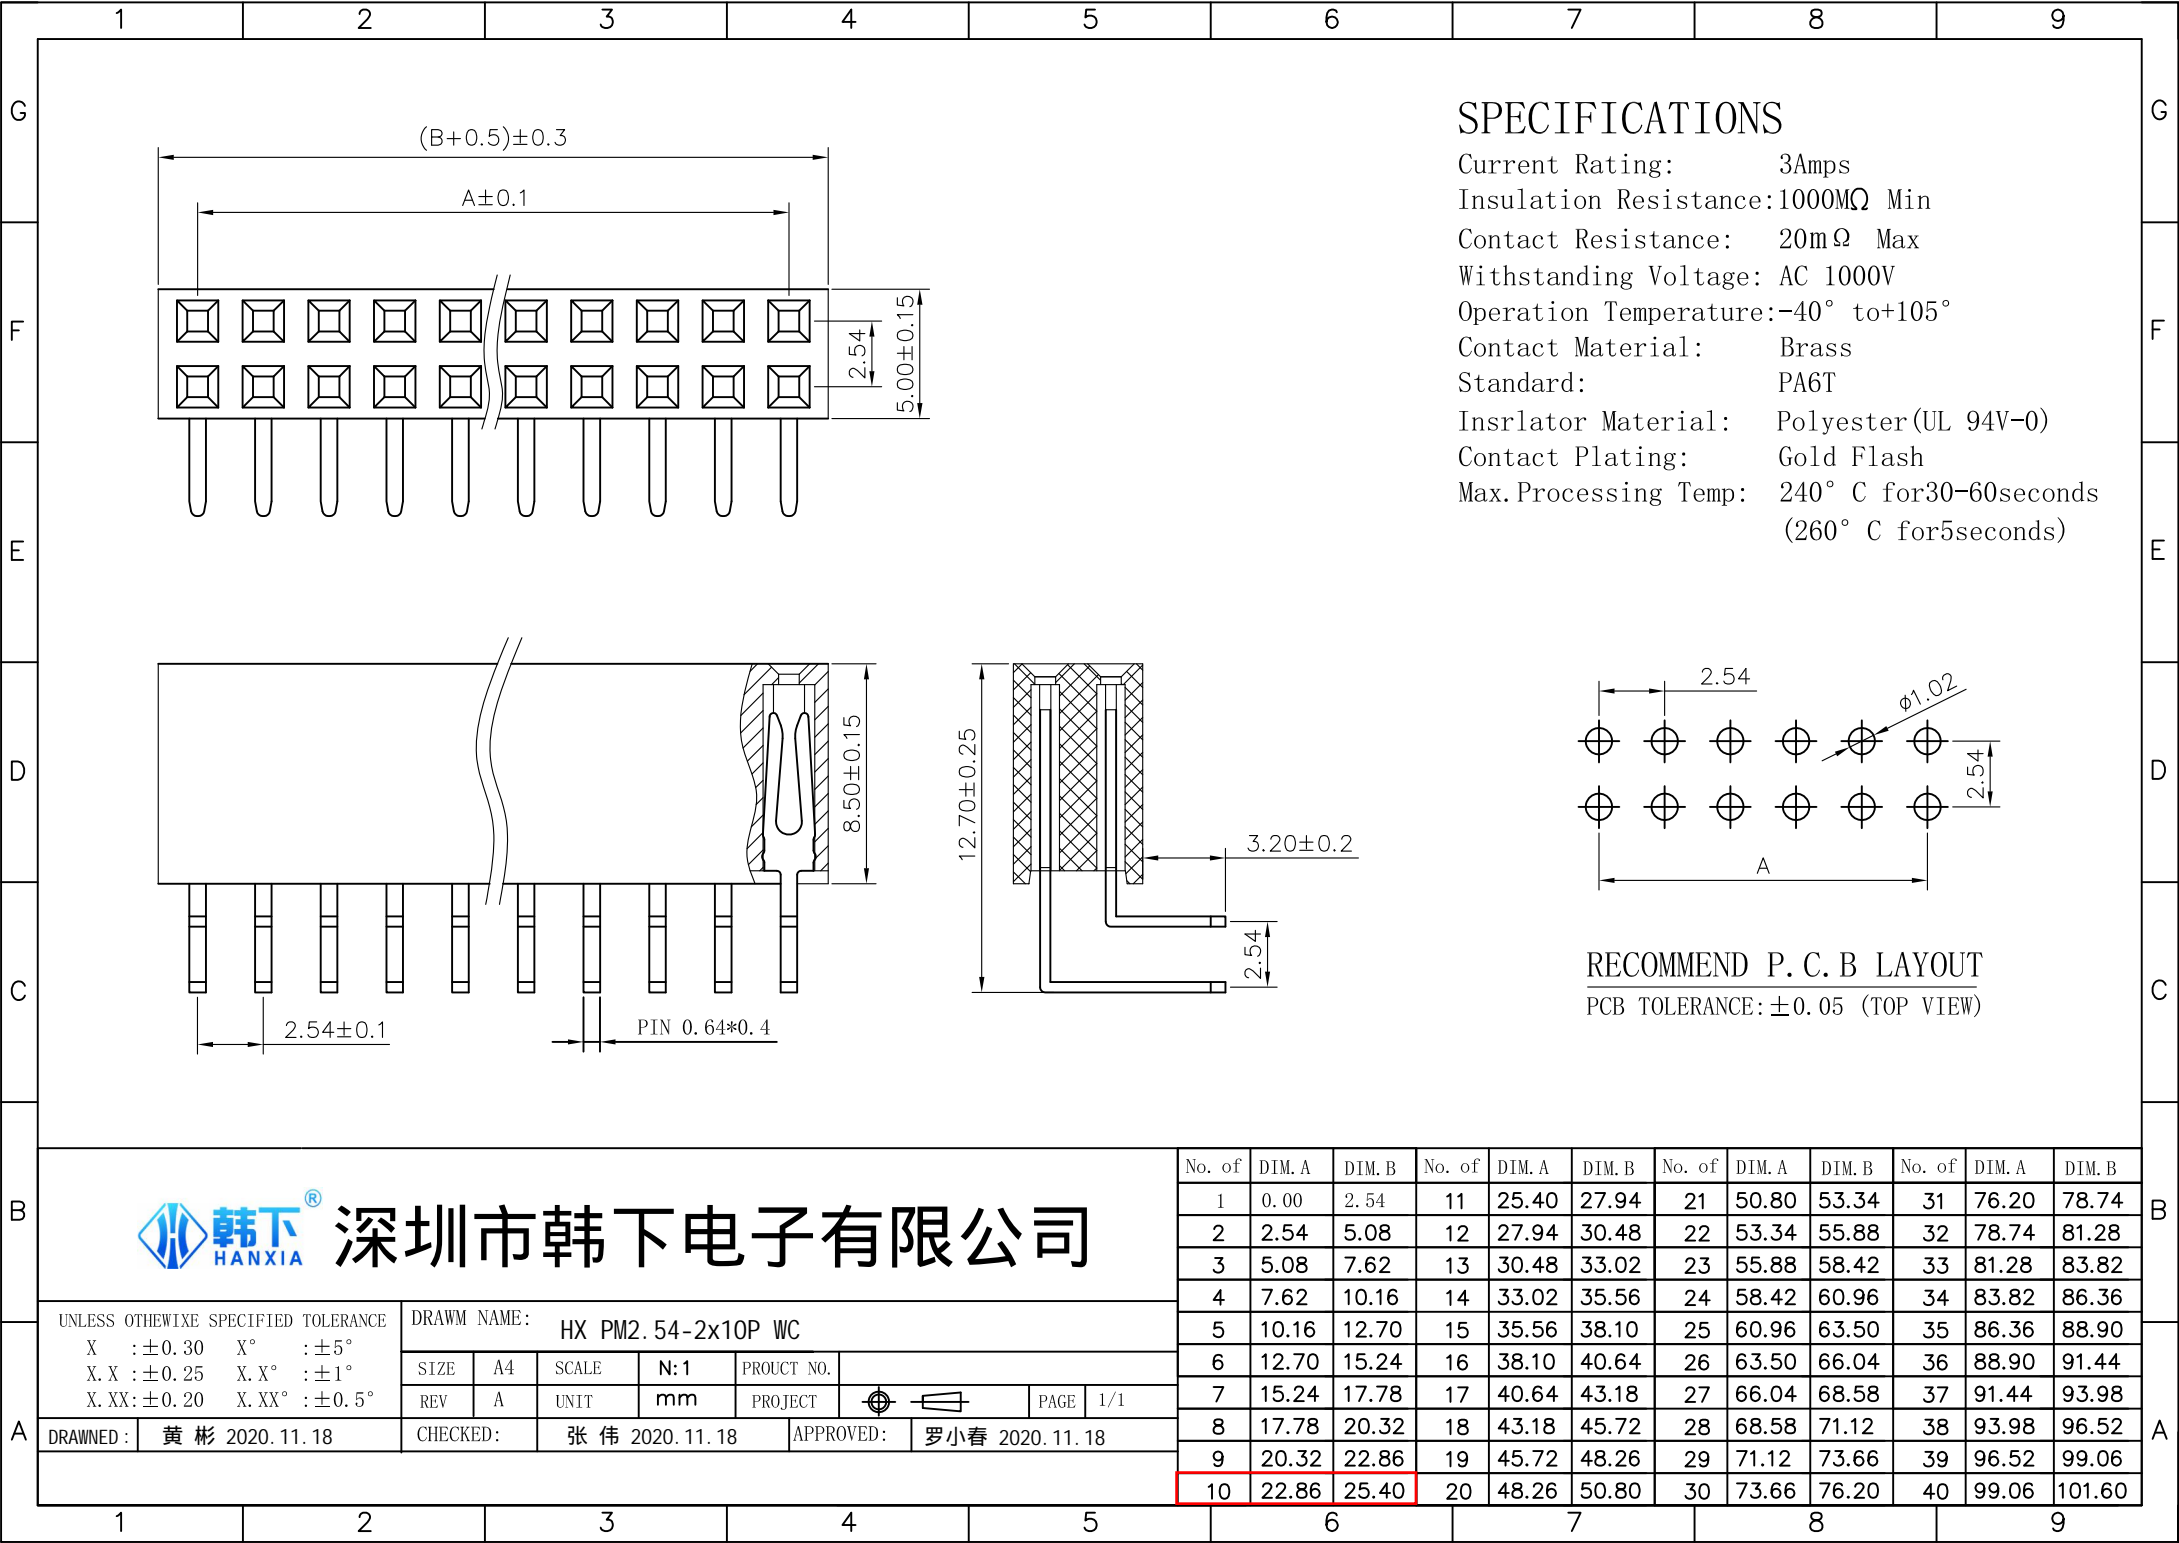 1 2 3 4 5 6 7 8 9
G G
F F
E E
D D
C C
B B
A A
(B+0.5)±0.3
A±0.1
2.54
5.00±0.15
SPECIFICATIONS
Current Rating: 3Amps
Insulation Resistance:1000MΩ Min
Contact Resistance: 20mΩ Max
Withstanding Voltage: AC 1000V
Operation Temperature:-40° to+105°
Contact Material: Brass
Standard: PA6T
Insrlator Material: Polyester(UL 94V-0)
Contact Plating: Gold Flash
Max.Processing Temp: 240° C for30-60seconds
(260° C for5seconds)
8.50±0.15
2.54±0.1
PIN 0.64*0.4
12.70±0.25
3.20±0.2
2.54
2.54
ø1.02
2.54
A
RECOMMEND P.C.B LAYOUT
PCB TOLERANCE:±0.05 (TOP VIEW)
韩下®
HANXIA
深圳市韩下电子有限公司
UNLESS OTHEWIXE SPECIFIED TOLERANCE
X :±0.30 X° :±5°
X.X :±0.25 X.X° :±1°
X.XX:±0.20 X.XX° :±0.5°
DRAWM NAME: HX PM2.54-2x10P WC
SIZE A4 SCALE N:1 PROUCT NO.
REV A UNIT mm PROJECT PAGE 1/1
DRAWNED: 黄 彬 2020.11.18 CHECKED: 张 伟 2020.11.18 APPROVED: 罗小春 2020.11.18
No. of DIM.A DIM.B No. of DIM.A DIM.B No. of DIM.A DIM.B No. of DIM.A DIM.B
1 0.00 2.54 11 25.40 27.94 21 50.80 53.34 31 76.20 78.74
2 2.54 5.08 12 27.94 30.48 22 53.34 55.88 32 78.74 81.28
3 5.08 7.62 13 30.48 33.02 23 55.88 58.42 33 81.28 83.82
4 7.62 10.16 14 33.02 35.56 24 58.42 60.96 34 83.82 86.36
5 10.16 12.70 15 35.56 38.10 25 60.96 63.50 35 86.36 88.90
6 12.70 15.24 16 38.10 40.64 26 63.50 66.04 36 88.90 91.44
7 15.24 17.78 17 40.64 43.18 27 66.04 68.58 37 91.44 93.98
8 17.78 20.32 18 43.18 45.72 28 68.58 71.12 38 93.98 96.52
9 20.32 22.86 19 45.72 48.26 29 71.12 73.66 39 96.52 99.06
10 22.86 25.40 20 48.26 50.80 30 73.66 76.20 40 99.06 101.60
1 2 3 4 5 6 7 8 9